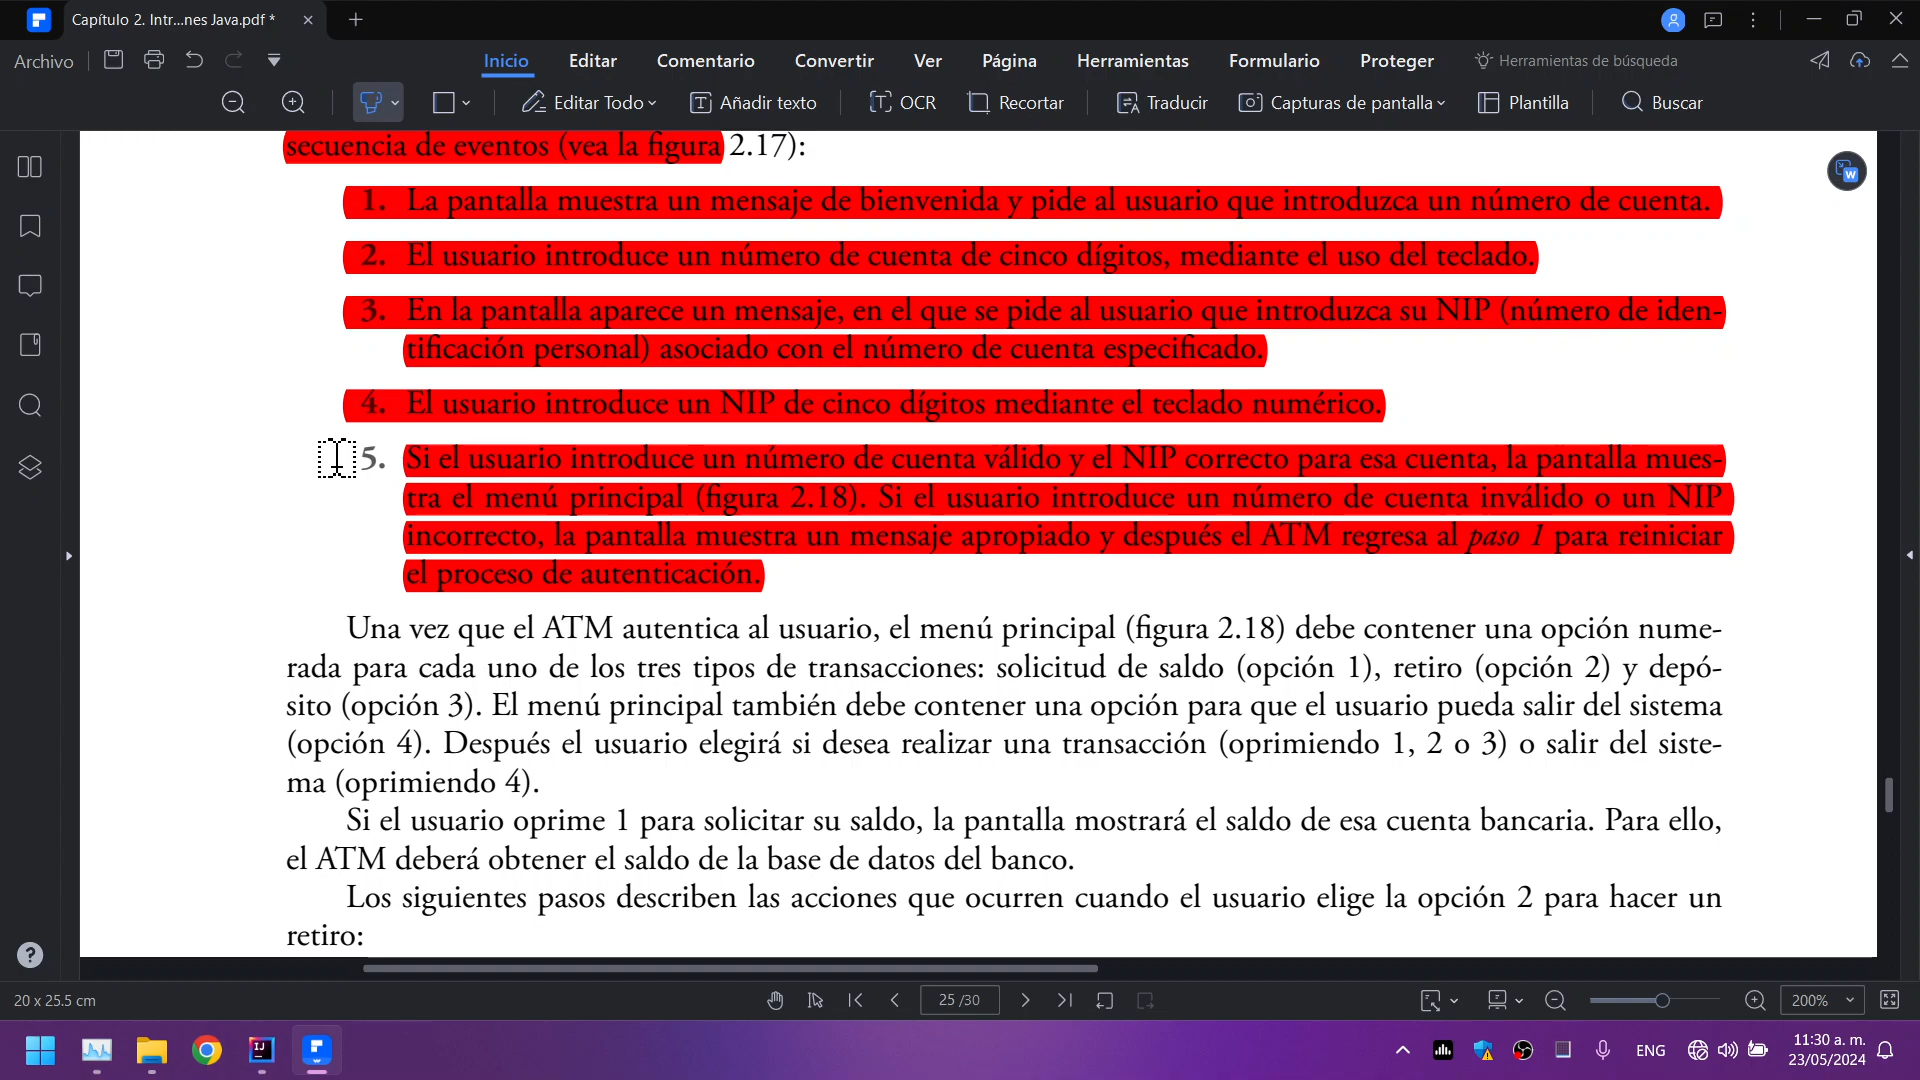 Capítulo 2. Intr...nes Java.pdf *
Archivo
Inicio
Editar
Comentario
Convertir
Ver
Página
Herramientas
Formulario
Proteger
Herramientas de búsqueda
Editar Todo
Añadir texto
OCR
Recortar
Traducir
Capturas de pantalla
Plantilla
Buscar
secuencia de eventos (vea la figura 2.17):
1. La pantalla muestra un mensaje de bienvenida y pide al usuario que introduzca un número de cuenta.
2. El usuario introduce un número de cuenta de cinco dígitos, mediante el uso del teclado.
3. En la pantalla aparece un mensaje, en el que se pide al usuario que introduzca su NIP (número de iden-
tificación personal) asociado con el número de cuenta especificado.
4. El usuario introduce un NIP de cinco dígitos mediante el teclado numérico.
5. Si el usuario introduce un número de cuenta válido y el NIP correcto para esa cuenta, la pantalla mues-
tra el menú principal (figura 2.18). Si el usuario introduce un número de cuenta inválido o un NIP
incorrecto, la pantalla muestra un mensaje apropiado y después el ATM regresa al paso 1 para reiniciar
el proceso de autenticación.
Una vez que el ATM autentica al usuario, el menú principal (figura 2.18) debe contener una opción nume-
rada para cada uno de los tres tipos de transacciones: solicitud de saldo (opción 1), retiro (opción 2) y depó-
sito (opción 3). El menú principal también debe contener una opción para que el usuario pueda salir del sistema
(opción 4). Después el usuario elegirá si desea realizar una transacción (oprimiendo 1, 2 o 3) o salir del siste-
ma (oprimiendo 4).
Si el usuario oprime 1 para solicitar su saldo, la pantalla mostrará el saldo de esa cuenta bancaria. Para ello,
el ATM deberá obtener el saldo de la base de datos del banco.
Los siguientes pasos describen las acciones que ocurren cuando el usuario elige la opción 2 para hacer un
retiro:
20 x 25.5 cm
25 /30
200%
ENG
11:30 a. m.
23/05/2024